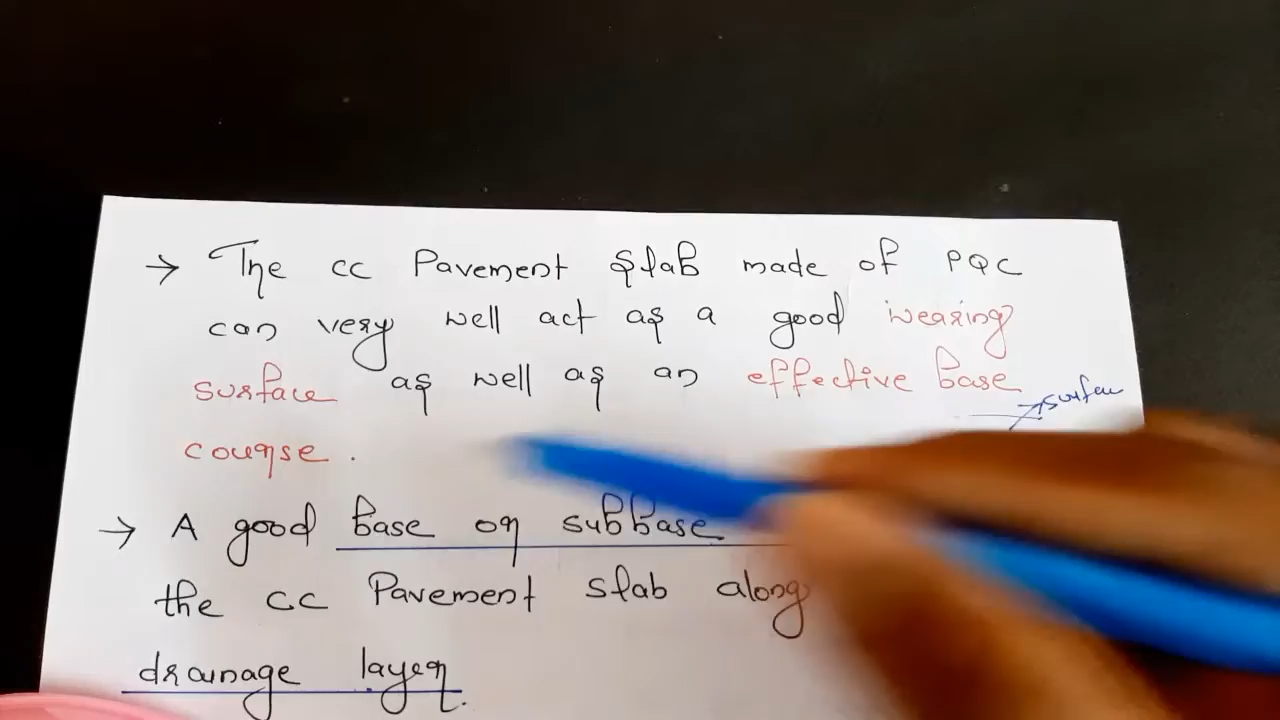 → The CC Pavement slab made of PQC
can very well act as a good wearing
surface as well as an effective base
surface
course.
→ A good base or subbase
the CC Pavement slab along
drainage layer.